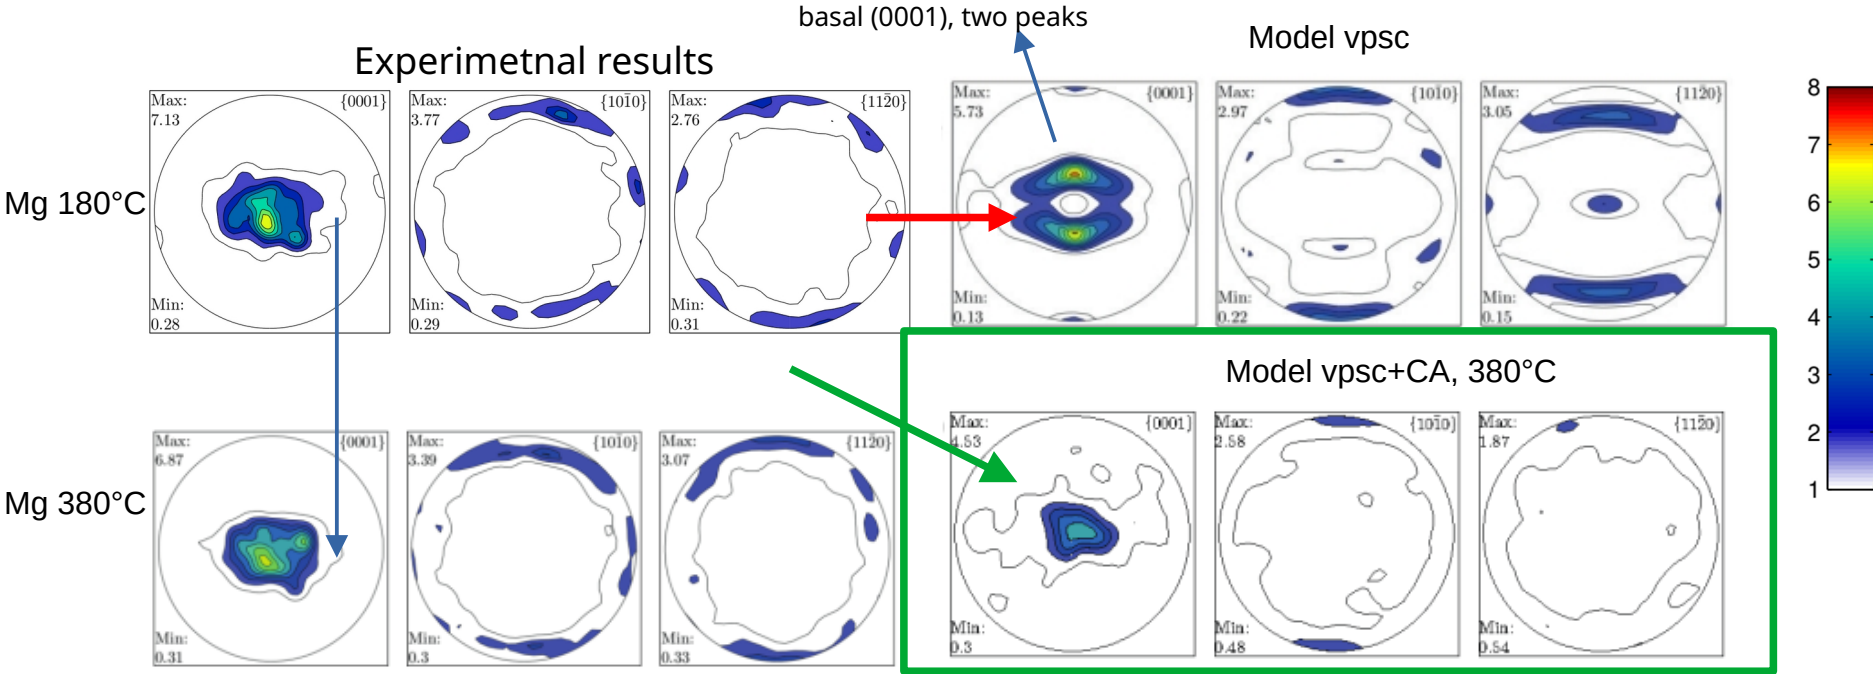 basal (0001), two peaks
Experimetnal results
Model vpsc
Max:
7.13
{0001}
Min:
0.28
Max:
3.77
{101̄0}
Min:
0.29
Max:
2.76
{112̄0}
Min:
0.31
Max:
5.73
{0001}
Min:
0.13
Max:
2.97
{101̄0}
Min:
0.22
Max:
3.05
{112̄0}
Min:
0.15
Mg 180°C
8
7
6
5
4
3
2
1
Model vpsc+CA, 380°C
Mg 380°C
Max:
6.87
{0001}
Min:
0.31
Max:
3.39
{101̄0}
Min:
0.3
Max:
3.07
{112̄0}
Min:
0.33
Max:
4.53
{0001}
Min:
0.3
Max:
2.58
{101̄0}
Min:
0.48
Max:
1.87
{112̄0}
Min:
0.54